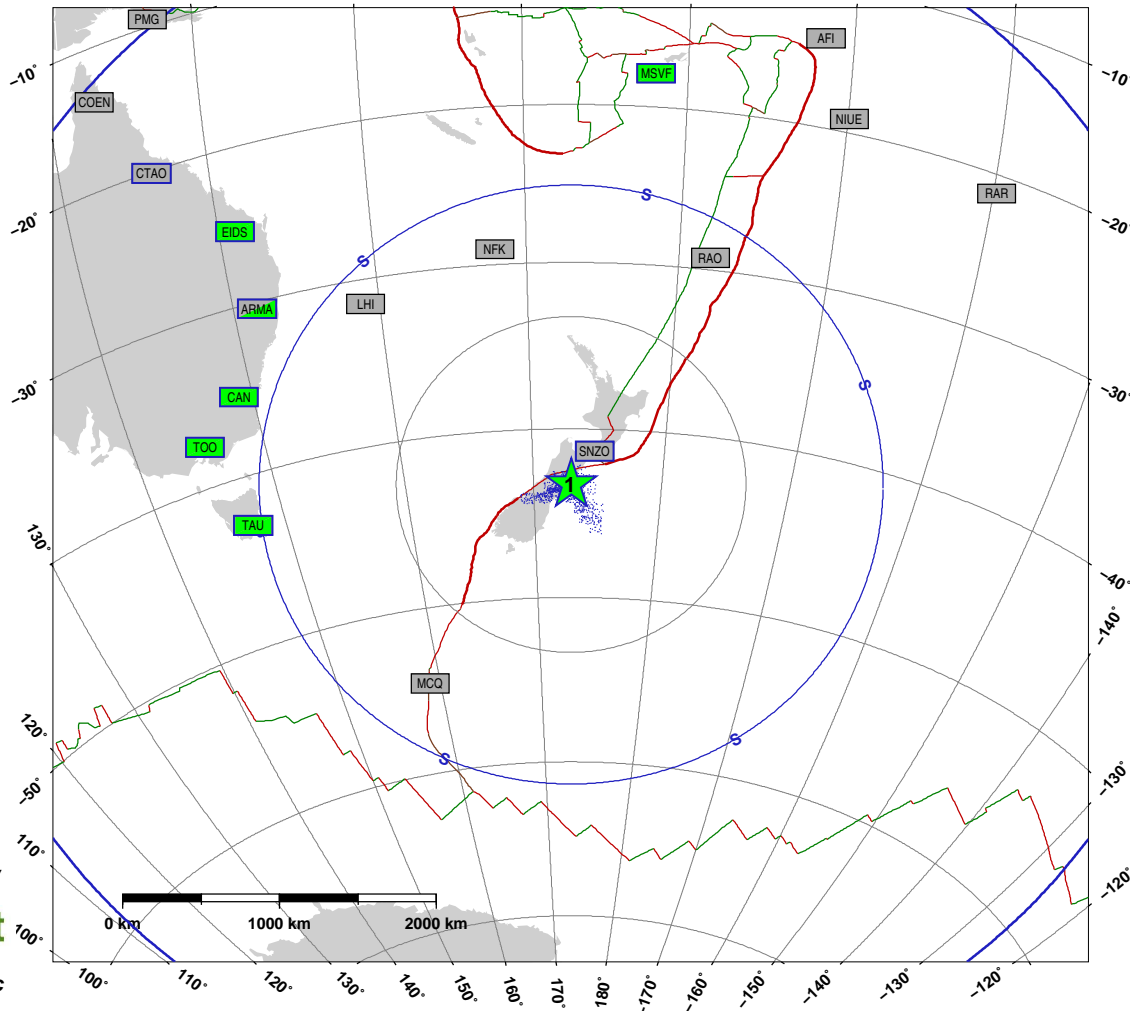 PMG
AFI
MSVF
−10°
−10°
COEN
NIUE
CTAO
RAR
S
−20°
−20°
EIDS
NFK
RAO
S
LHI
ARMA
−30°
S
−30°
CAN
TOO
SNZO
1
TAU
130°
−40°
−140°
MCQ
120°
S
S
−50°
−130°
110°
−120°
0 km 1000 km 2000 km
100°
100° 110° 120° 130° 140° 150° 160° 170° 180° −170° −160° −150° −140° −130° −120°